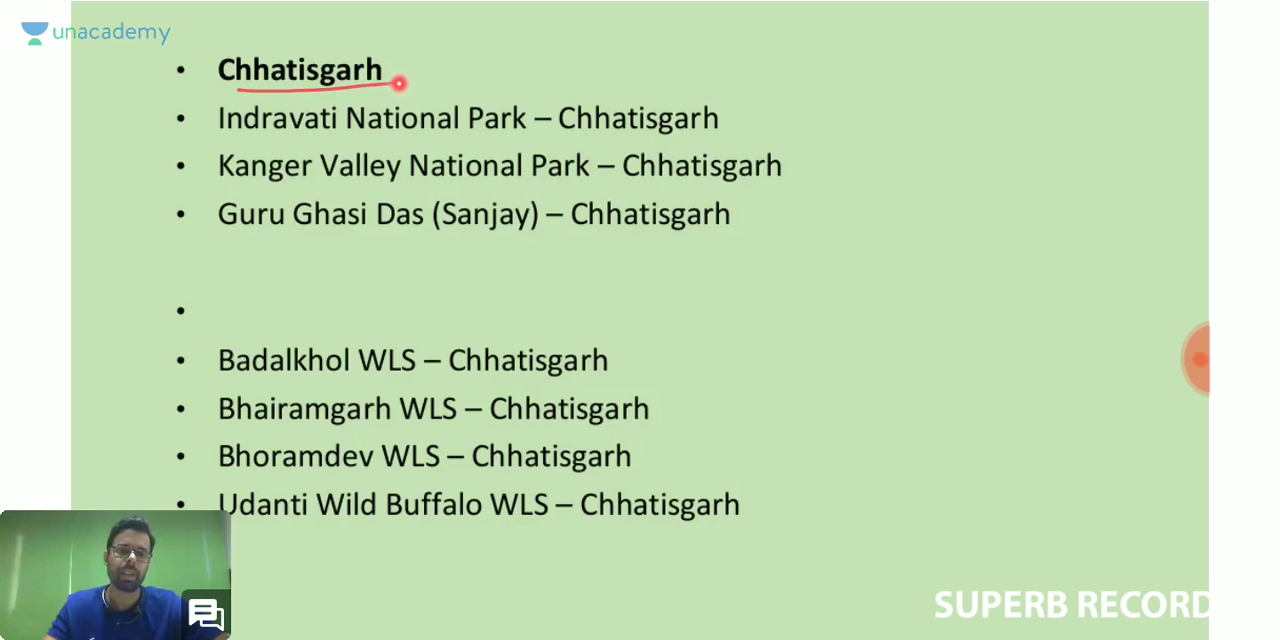 unacademy
• Chhatisgarh
• Indravati National Park – Chhatisgarh
• Kanger Valley National Park – Chhatisgarh
• Guru Ghasi Das (Sanjay) – Chhatisgarh
•
• Badalkhol WLS – Chhatisgarh
• Bhairamgarh WLS – Chhatisgarh
• Bhoramdev WLS – Chhatisgarh
• Udanti Wild Buffalo WLS – Chhatisgarh
SUPERB RECORD